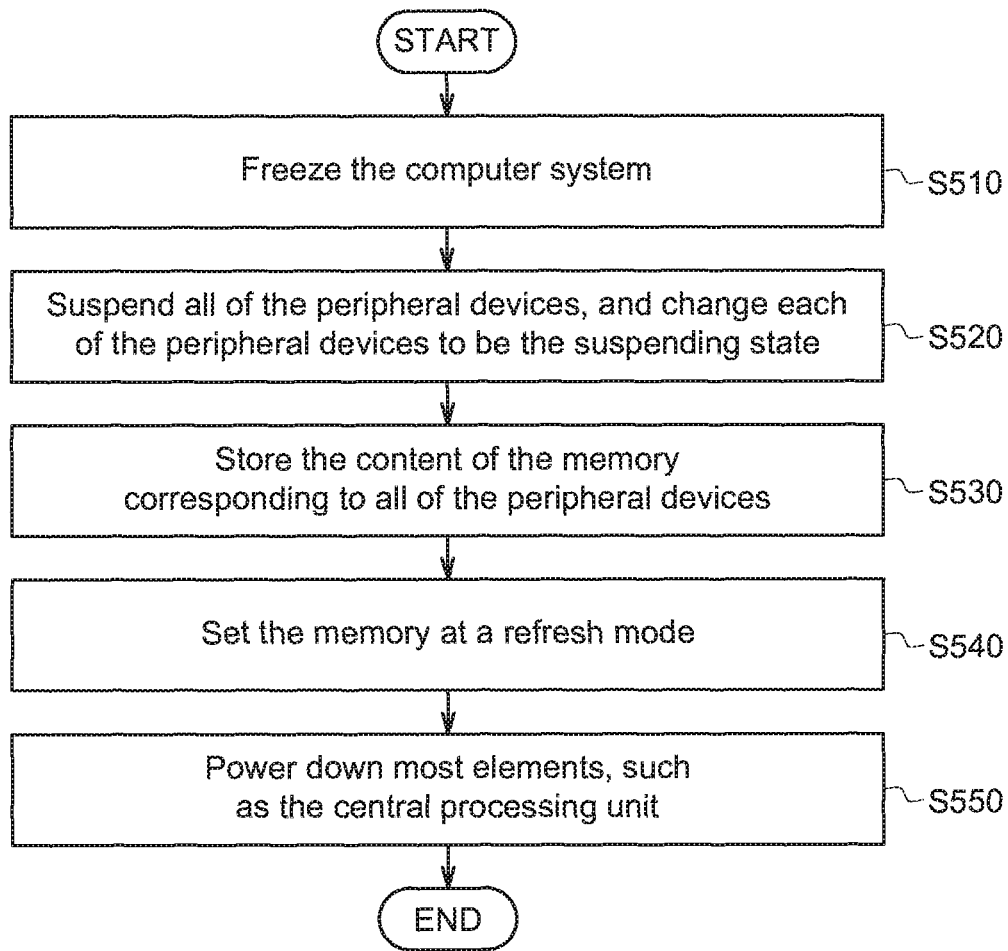 START
Freeze the computer system
S510
Suspend all of the peripheral devices, and change each
of the peripheral devices to be the suspending state
S520
Store the content of the memory
corresponding to all of the peripheral devices
S530
Set the memory at a refresh mode
S540
Power down most elements, such
as the central processing unit
S550
END